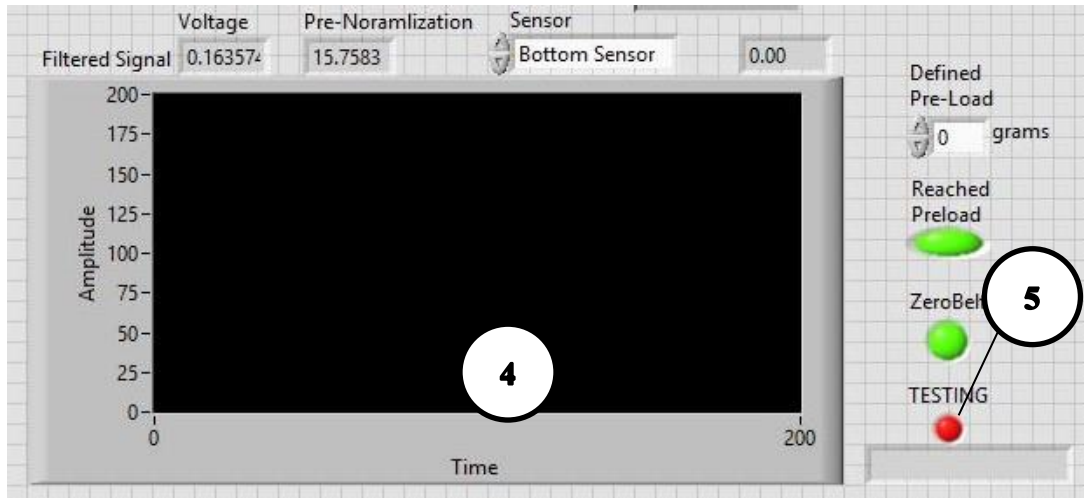 Voltage Pre-Noramlization Sensor
Filtered Signal 0.163574 15.7583 Bottom Sensor 0.00
200
175
150
125
100
75
50
25
0
Amplitude
0 200
Time
4
Defined
Pre-Load
0 grams
Reached
Preload
ZeroBelt
5
TESTING